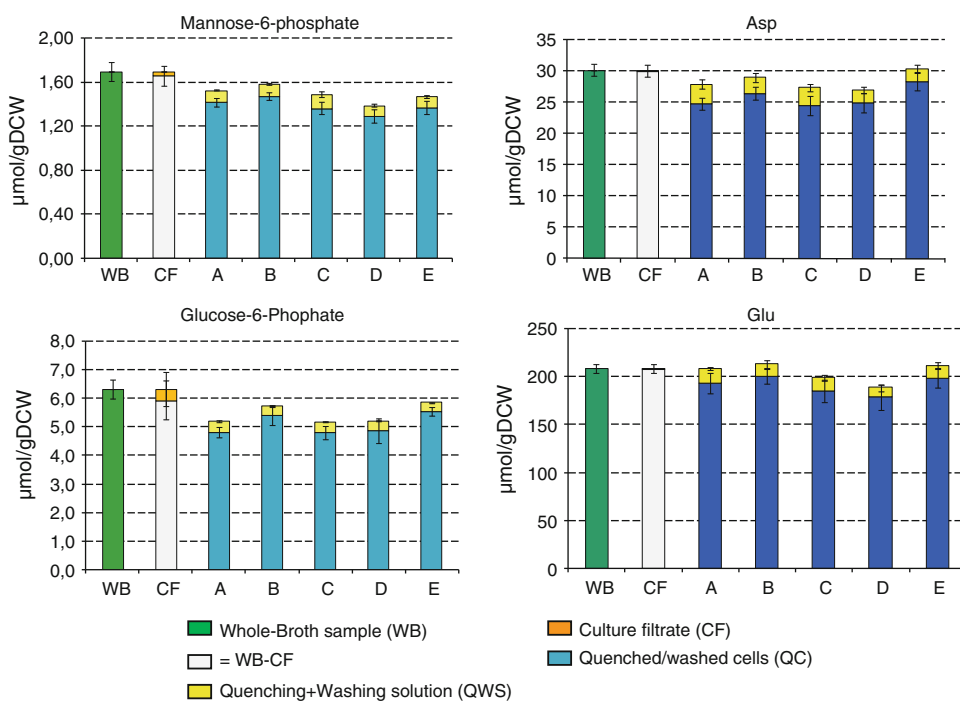 Mannose-6-phosphate
2,00
1,60
1,20
0,80
0,40
0,00
µmol/gDCW
WB CF A B C D E
Asp
35
30
25
20
15
10
5
0
µmol/gDCW
WB CF A B C D E
Glucose-6-Phophate
8,0
7,0
6,0
5,0
4,0
3,0
2,0
1,0
0,0
µmol/gDCW
WB CF A B C D E
Glu
250
200
150
100
50
0
µmol/gDCW
WB CF A B C D E
Whole-Broth sample (WB)
= WB-CF
Quenching+Washing solution (QWS)
Culture filtrate (CF)
Quenched/washed cells (QC)